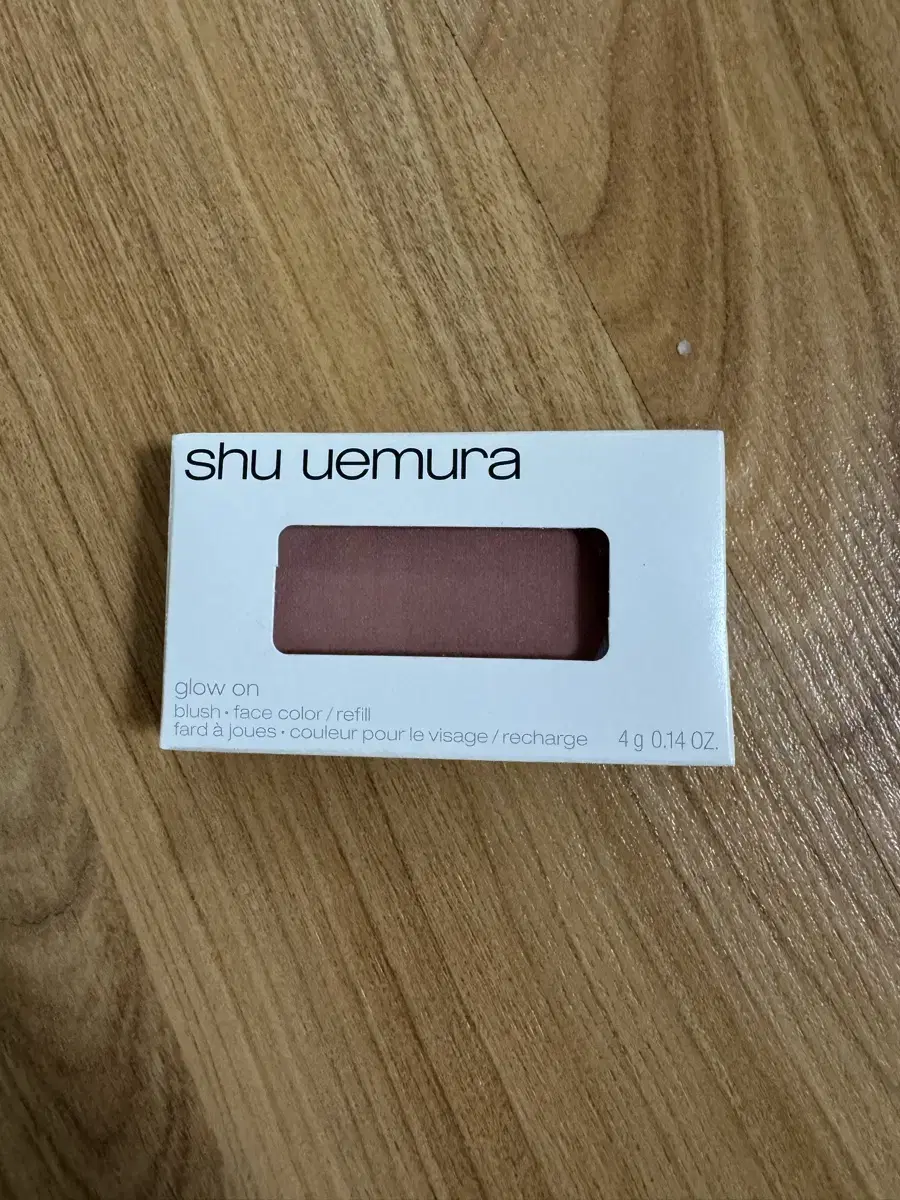 shu uemura
glow on
blush • face color / refill
fard à joues • couleur pour le visage / recharge 4 g 0.14 OZ.